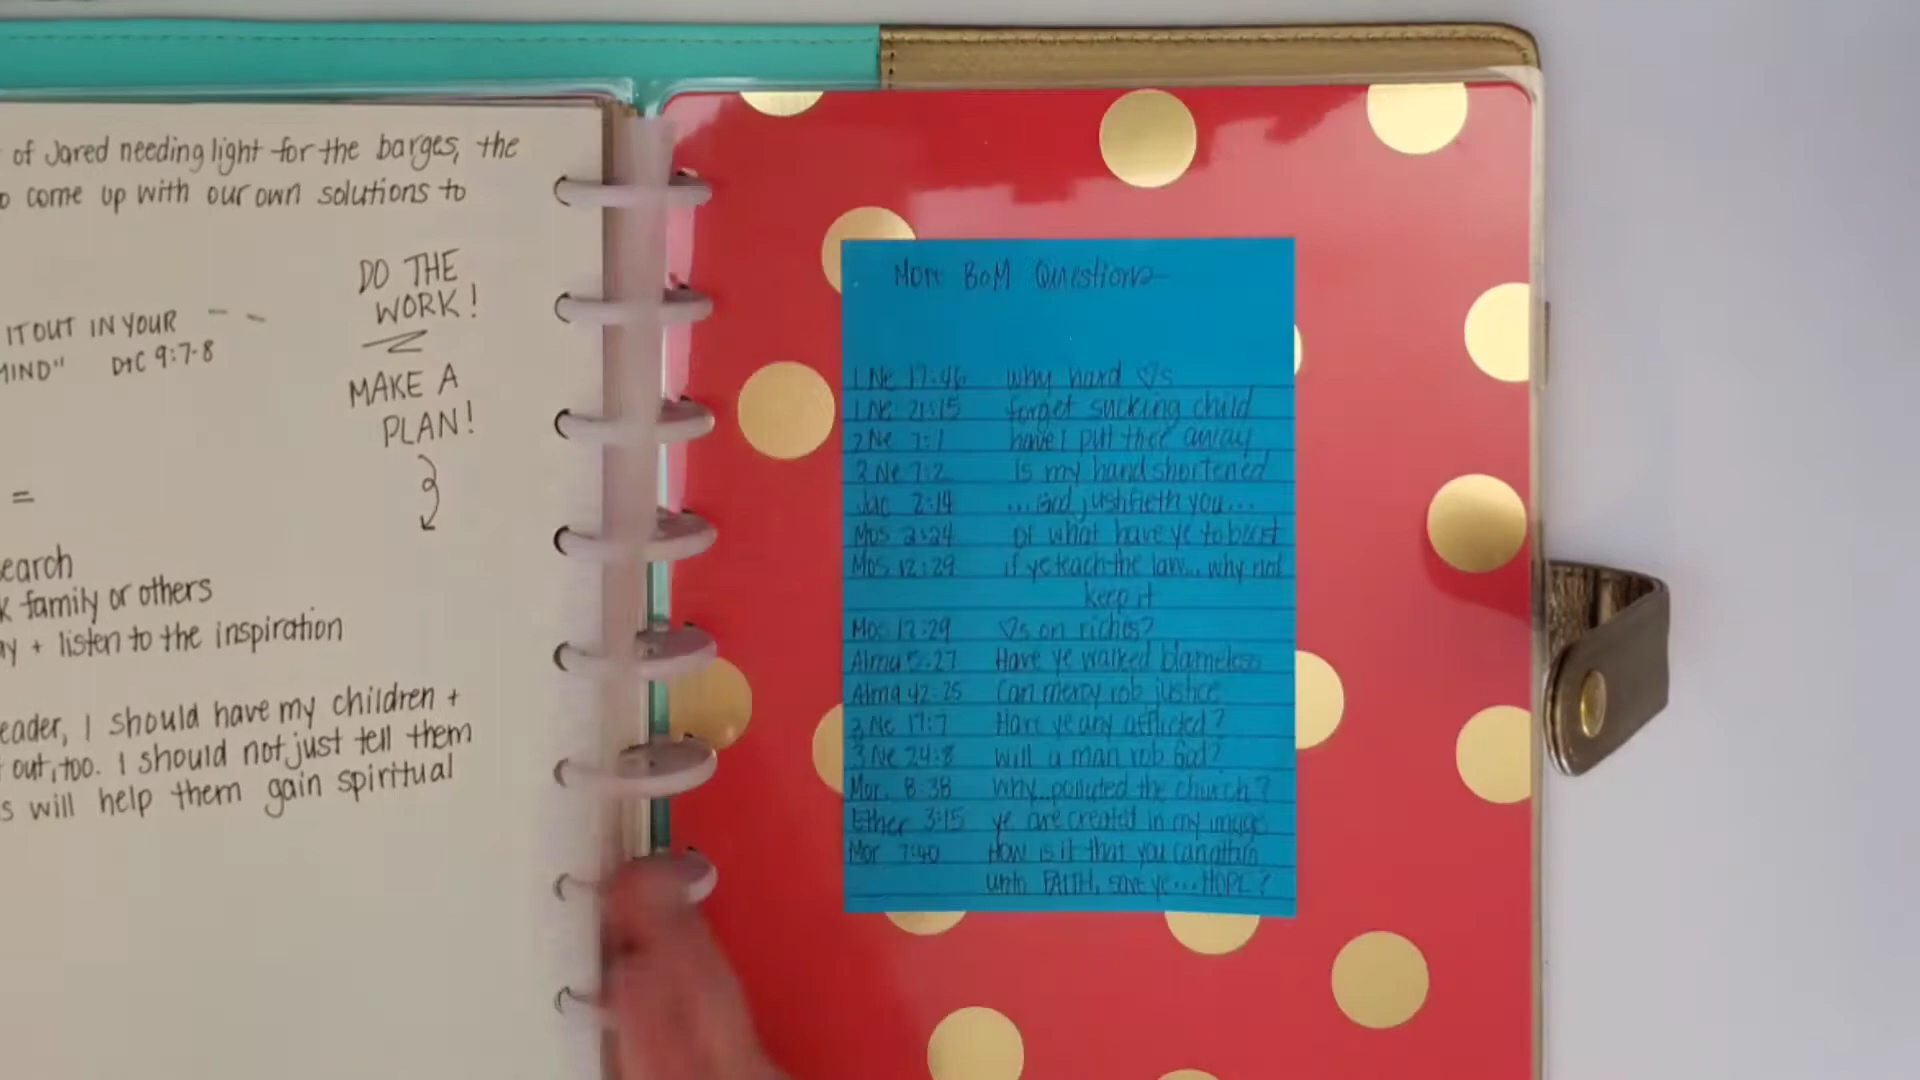 of Jared needing light for the barges, the
come up with our own solutions to
DO THE
WORK!
IT OUT IN YOUR
MIND" D+C 9:7-8
MAKE A
PLAN!
=
earch
family or others
+ listen to the inspiration
eader, I should have my children +
out, too. I should not just tell them
s will help them gain spiritual
More BoM Questions
1 Ne 17:46 why hard ♡s
1 Ne 21:15 forget sucking child
2 Ne 7:1 have I put thee away
2 Ne 7:2 Is my hand shortened
Jac 2:14 ...God justifieth you...
Mos 2:24 of what have ye to boast
Mos 12:29 if ye teach the law... why not
keep it
Mos 12:29 ♡s on riches?
Alma 5:27 Have ye walked blameless
Alma 42:25 Can mercy rob justice
3 Ne 17:7 Have ye any afflicted?
3 Ne 24:8 will a man rob God?
Mor. 8:38 Why...polluted the church?
Ether 3:15 ye are created in my image
Mor 7:40 How is it that you can attain
unto FAITH, save ye...HOPE?